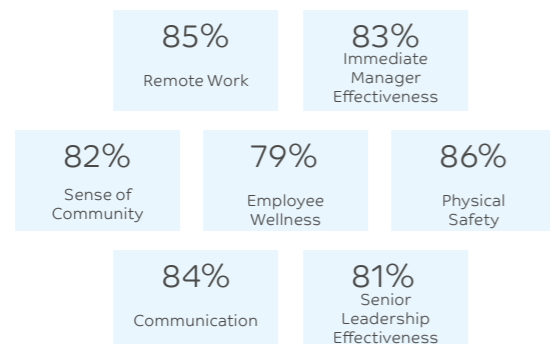 85%
Remote Work
83%
Immediate
Manager
Effectiveness
82%
Sense of
Community
79%
Employee
Wellness
86%
Physical
Safety
84%
Communication
81%
Senior
Leadership
Effectiveness